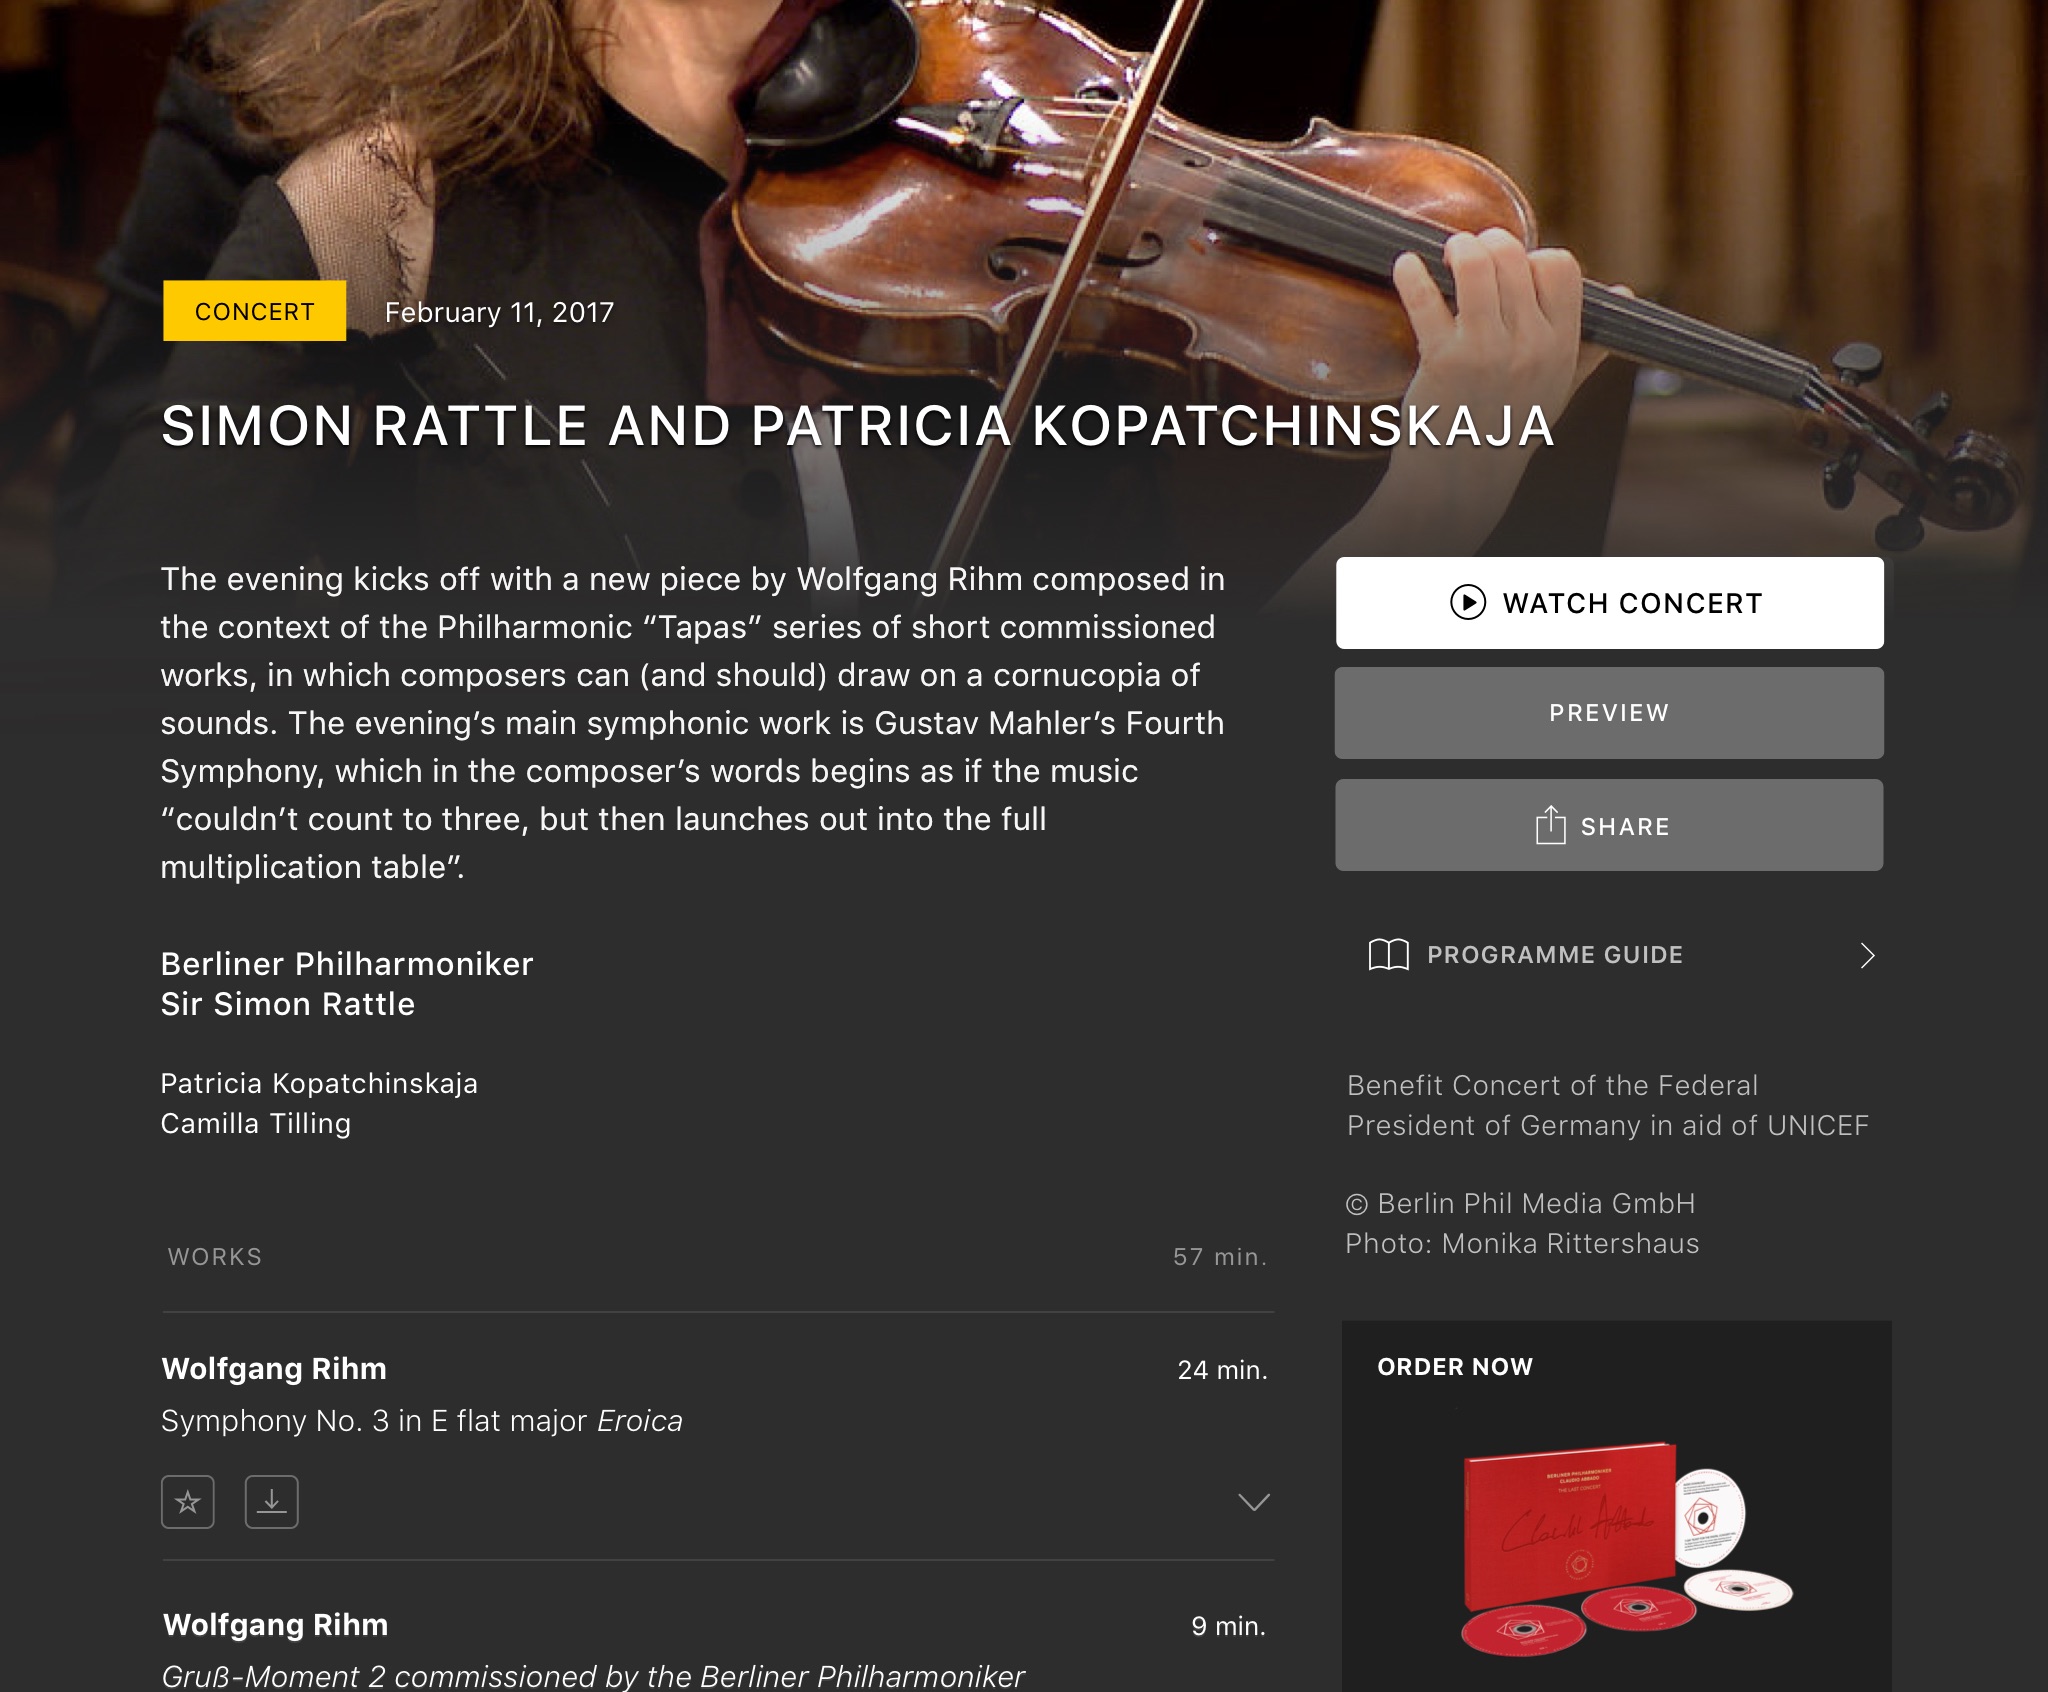 CONCERT
February 11, 2017
SIMON RATTLE AND PATRICIA KOPATCHINSKAJA
The evening kicks off with a new piece by Wolfgang Rihm composed in
the context of the Philharmonic “Tapas” series of short commissioned
works, in which composers can (and should) draw on a cornucopia of
sounds. The evening’s main symphonic work is Gustav Mahler’s Fourth
Symphony, which in the composer’s words begins as if the music
“couldn’t count to three, but then launches out into the full
multiplication table”.
Berliner Philharmoniker
Sir Simon Rattle
Patricia Kopatchinskaja
Camilla Tilling
WORKS
57 min.
Wolfgang Rihm
24 min.
Symphony No. 3 in E flat major Eroica
Wolfgang Rihm
9 min.
Gruß-Moment 2 commissioned by the Berliner Philharmoniker
WATCH CONCERT
PREVIEW
SHARE
PROGRAMME GUIDE
Benefit Concert of the Federal
President of Germany in aid of UNICEF
© Berlin Phil Media GmbH
Photo: Monika Rittershaus
ORDER NOW
BERLINER PHILHARMONIKER
CLAUDIO ABBADO
THE LAST CONCERT